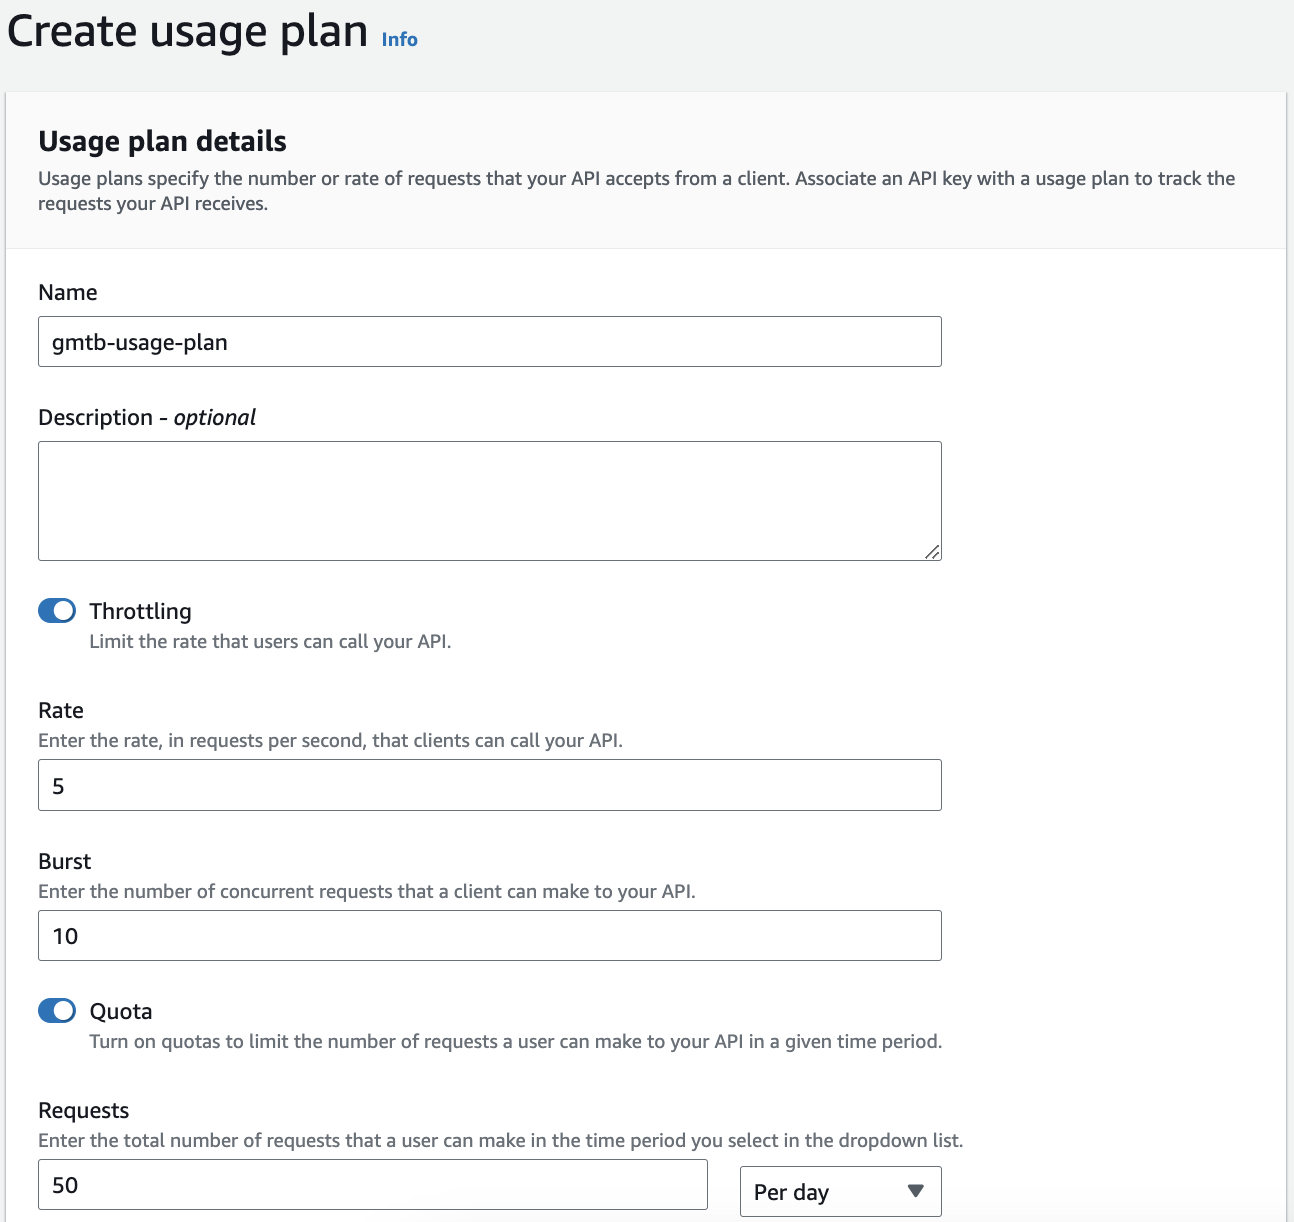 Create usage plan Info
Usage plan details
Usage plans specify the number or rate of requests that your API accepts from a client. Associate an API key with a usage plan to track the
requests your API receives.
Name
gmtb-usage-plan
Description - optional
Throttling
Limit the rate that users can call your API.
Rate
Enter the rate, in requests per second, that clients can call your API.
5
Burst
Enter the number of concurrent requests that a client can make to your API.
10
Quota
Turn on quotas to limit the number of requests a user can make to your API in a given time period.
Requests
Enter the total number of requests that a user can make in the time period you select in the dropdown list.
50
Per day